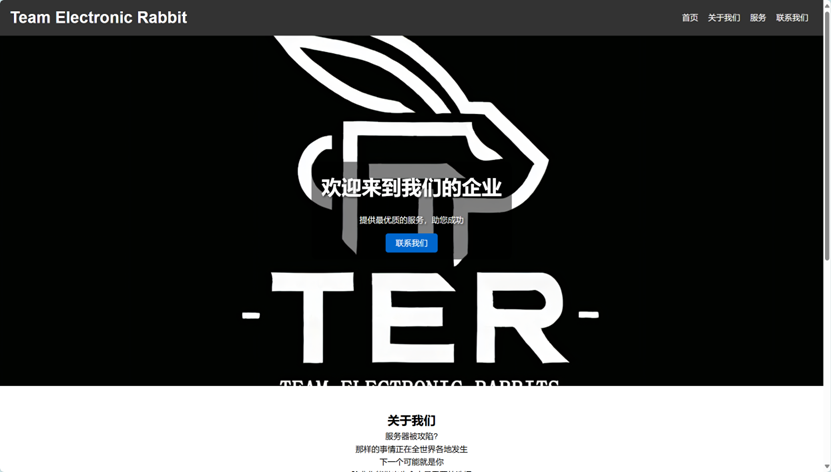 Team Electronic Rabbit
首页 关于我们 服务 联系我们
欢迎来到我们的企业
提供最优质的服务，助您成功
联系我们
-TER-
TEAM ELECTRONIC RABBITS
关于我们
服务器被攻陷?
那样的事情正在全世界各地发生
下一个可能就是你